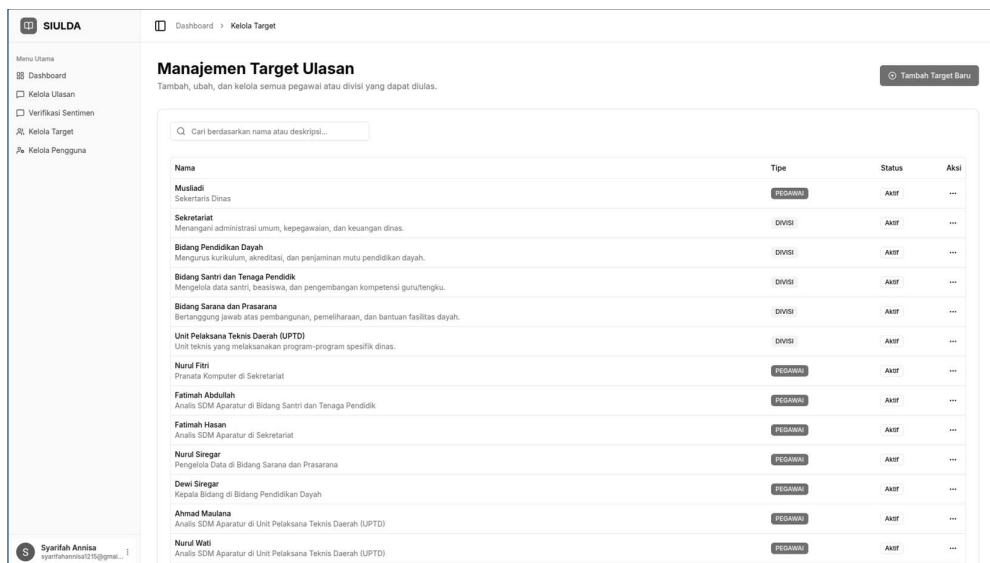 SIULDA
Dashboard > Kelola Target
Menu Utama
Dashboard
Kelola Ulasan
Verifikasi Sentimen
Kelola Target
Kelola Pengguna
Manajemen Target Ulasan
Tambah, ubah, dan kelola semua pegawai atau divisi yang dapat diulas.
Tambah Target Baru
Cari berdasarkan nama atau deskripsi...
Nama Tipe Status Aksi
Musliadi
Sekertaris Dinas
PEGAWAI Aktif ...
Sekretariat
Menangani administrasi umum, kepegawaian, dan keuangan dinas.
DIVISI Aktif ...
Bidang Pendidikan Dayah
Mengurus kurikulum, akreditasi, dan penjaminan mutu pendidikan dayah.
DIVISI Aktif ...
Bidang Santri dan Tenaga Pendidik
Mengelola data santri, beasiswa, dan pengembangan kompetensi guru/tengku.
DIVISI Aktif ...
Bidang Sarana dan Prasarana
Bertanggung jawab atas pembangunan, pemeliharaan, dan bantuan fasilitas dayah.
DIVISI Aktif ...
Unit Pelaksana Teknis Daerah (UPTD)
Unit teknis yang melaksanakan program-program spesifik dinas.
DIVISI Aktif ...
Nurul Fitri
Pranata Komputer di Sekretariat
PEGAWAI Aktif ...
Fatimah Abdullah
Analis SDM Aparatur di Bidang Santri dan Tenaga Pendidik
PEGAWAI Aktif ...
Fatimah Hasan
Analis SDM Aparatur di Sekretariat
PEGAWAI Aktif ...
Nurul Siregar
Pengelola Data di Bidang Sarana dan Prasarana
PEGAWAI Aktif ...
Dewi Siregar
Kepala Bidang di Bidang Pendidikan Dayah
PEGAWAI Aktif ...
Ahmad Maulana
Analis SDM Aparatur di Unit Pelaksana Teknis Daerah (UPTD)
PEGAWAI Aktif ...
Nurul Wati
Analis SDM Aparatur di Unit Pelaksana Teknis Daerah (UPTD)
PEGAWAI Aktif ...
S
Syarifah Annisa
syarifahannisa1215@gmai...